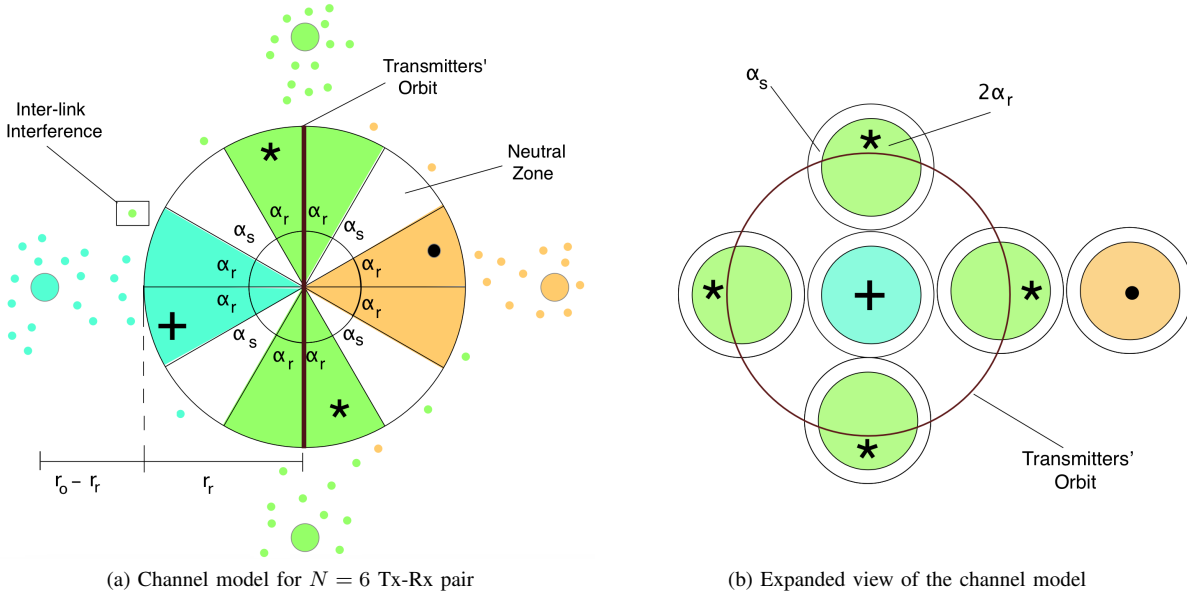 Transmitters'
Orbit
Inter-link
Interference
Neutral
Zone
*
α_r α_r
α_s α_s
α_r α_r
α_r α_r
α_s α_s
α_r α_r
*
+
r_o – r_r
r_r
(a) Channel model for N = 6 Tx-Rx pair
α_s
2α_r
*
* + *
*
Transmitters'
Orbit
(b) Expanded view of the channel model